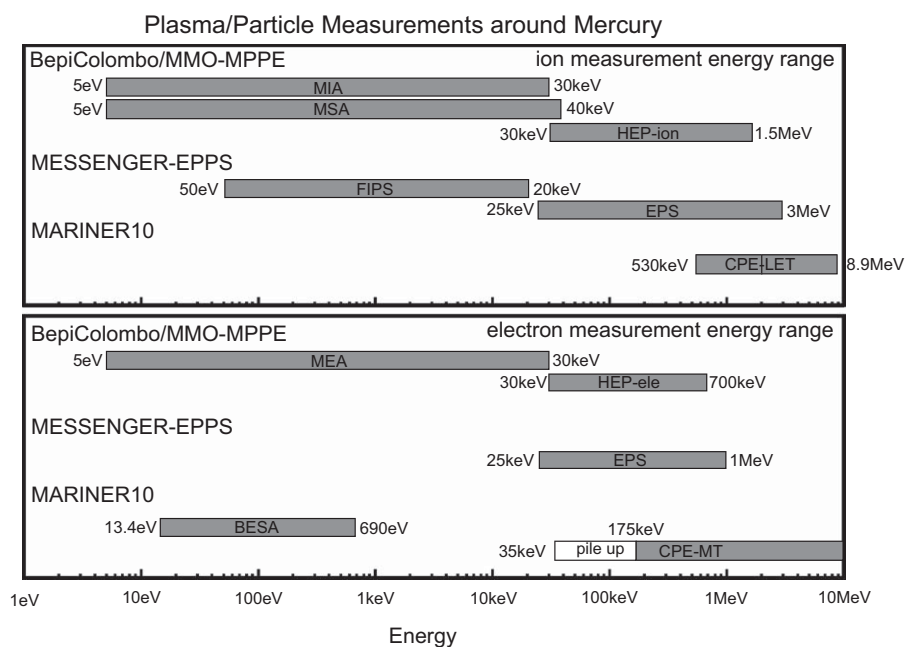 Plasma/Particle Measurements around Mercury
BepiColombo/MMO-MPPE ion measurement energy range
5eV MIA 30keV
5eV MSA 40keV
30keV HEP-ion 1.5MeV
MESSENGER-EPPS
50eV FIPS 20keV
25keV EPS 3MeV
MARINER10
530keV CPE-LET 8.9MeV
BepiColombo/MMO-MPPE electron measurement energy range
5eV MEA 30keV
30keV HEP-ele 700keV
MESSENGER-EPPS
25keV EPS 1MeV
MARINER10
13.4eV BESA 690eV 175keV
35keV pile up CPE-MT
1eV 10eV 100eV 1keV 10keV 100keV 1MeV 10MeV
Energy